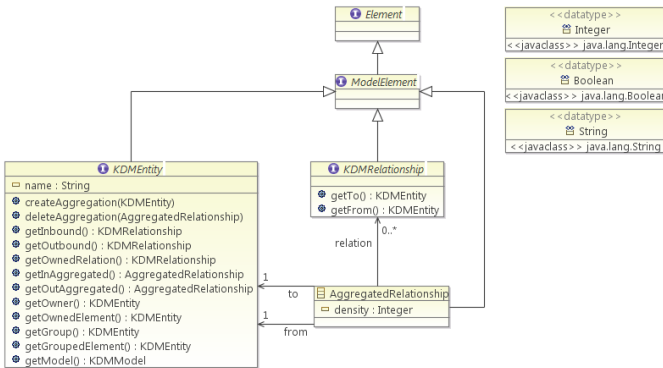 Element
ModelElement
KDMEntity
name : String
createAggregation(KDMEntity)
deleteAggregation(AggregatedRelationship)
getInbound() : KDMRelationship
getOutbound() : KDMRelationship
getOwnedRelation() : KDMRelationship
getInAggregated() : AggregatedRelationship
getOutAggregated() : AggregatedRelationship
getOwner() : KDMEntity
getOwnedElement() : KDMEntity
getGroup() : KDMEntity
getGroupedElement() : KDMEntity
getModel() : KDMModel
KDMRelationship
getTo() : KDMEntity
getFrom() : KDMEntity
0..*
relation
1
to
1
from
AggregatedRelationship
density : Integer
<<datatype>>
Integer
<<javaclass>> java.lang.Integer
<<datatype>>
Boolean
<<javaclass>> java.lang.Boolean
<<datatype>>
String
<<javaclass>> java.lang.String